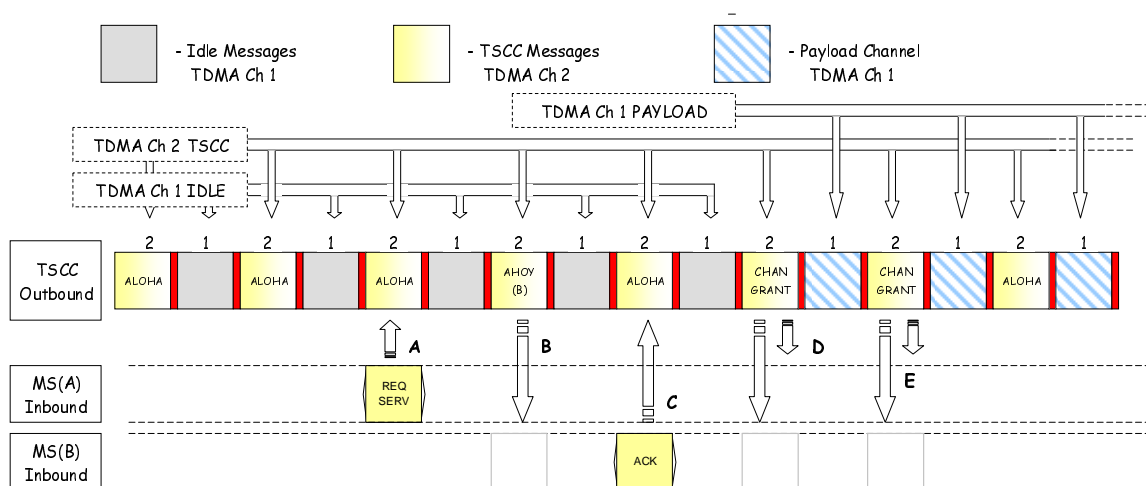 - Idle Messages
TDMA Ch 1
- TSCC Messages
TDMA Ch 2
- Payload Channel
TDMA Ch 1
TDMA Ch 1 PAYLOAD
TDMA Ch 2 TSCC
TDMA Ch 1 IDLE
2 1 2 1 2 1 2 1 2 1 2 1 2 1 2 1
TSCC
Outbound
ALOHA
ALOHA
ALOHA
AHOY
(B)
ALOHA
CHAN
GRANT
CHAN
GRANT
ALOHA
A
B
C
D
E
MS(A)
Inbound
REQ
SERV
MS(B)
Inbound
ACK